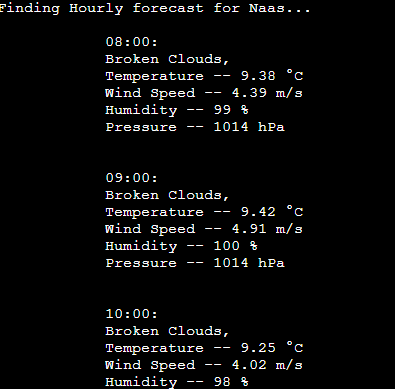 Finding Hourly forecast for Naas...
08:00:
Broken Clouds,
Temperature -- 9.38 °C
Wind Speed -- 4.39 m/s
Humidity -- 99 %
Pressure -- 1014 hPa
09:00:
Broken Clouds,
Temperature -- 9.42 °C
Wind Speed -- 4.91 m/s
Humidity -- 100 %
Pressure -- 1014 hPa
10:00:
Broken Clouds,
Temperature -- 9.25 °C
Wind Speed -- 4.02 m/s
Humidity -- 98 %